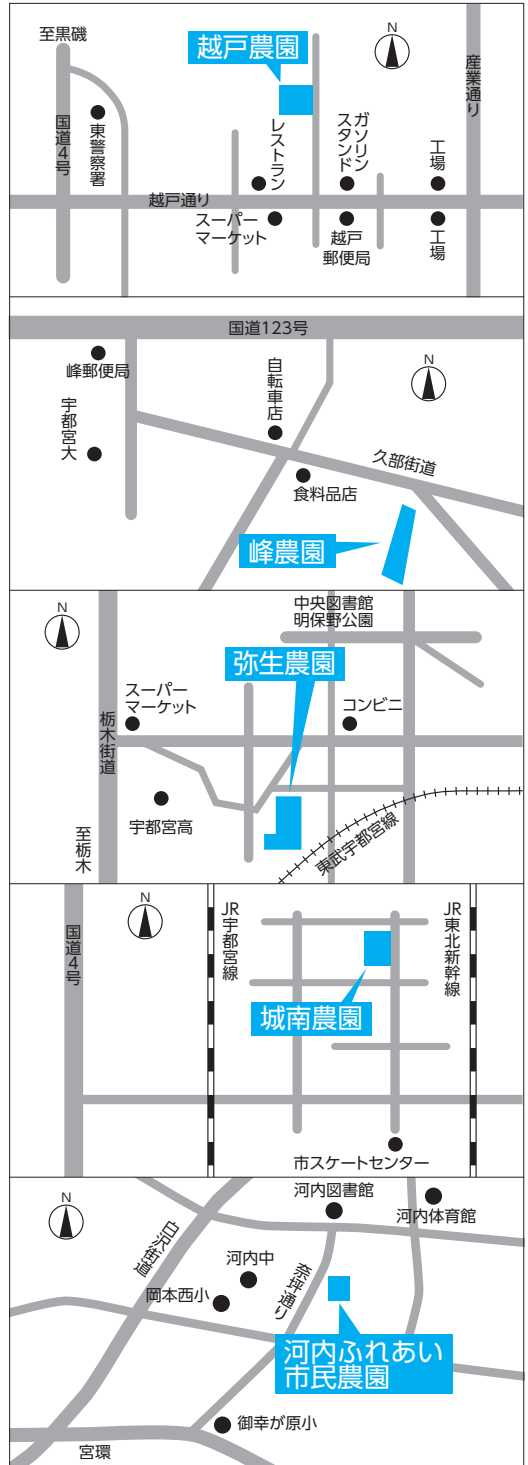 至黒磯
越戸農園
N
産業通り
国道4号
東警察署
レストラン
ガソリン
スタンド
工場
越戸通り
スーパー
マーケット
越戸
郵便局
工場
国道123号
峰郵便局
自転車店
N
宇都宮大
久部街道
食料品店
峰農園
N
中央図書館
明保野公園
弥生農園
スーパー
マーケット
コンビニ
栃木街道
宇都宮高
至栃木
東武宇都宮線
N
国道4号
JR宇都宮線
JR東北新幹線
城南農園
市スケートセンター
N
河内図書館
河内体育館
白沢街道
河内中
奈坪通り
岡本西小
河内ふれあい
市民農園
御幸が原小
宮環